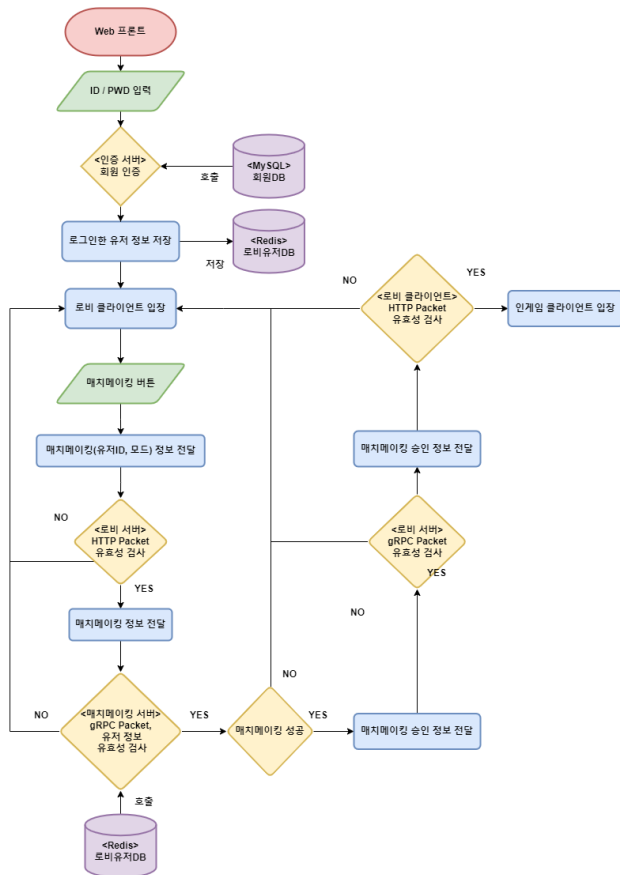 Web 프론트
ID / PWD 입력
<인증 서버>
회원 인증
호출
<MySQL>
회원DB
로그인한 유저 정보 저장
저장
<Redis>
로비유저DB
로비 클라이언트 입장
매치메이킹 버튼
매치메이킹(유저ID, 모드) 정보 전달
NO
<로비 서버>
HTTP Packet
유효성 검사
YES
매치메이킹 정보 전달
NO
<매치메이킹 서버>
gRPC Packet,
유저 정보
유효성 검사
YES
호출
<Redis>
로비유저DB
매치메이킹 성공
NO
YES
매치메이킹 승인 정보 전달
NO
<로비 서버>
gRPC Packet
유효성 검사
YES
매치메이킹 승인 정보 전달
NO
<로비 클라이언트>
HTTP Packet
유효성 검사
YES
인게임 클라이언트 입장